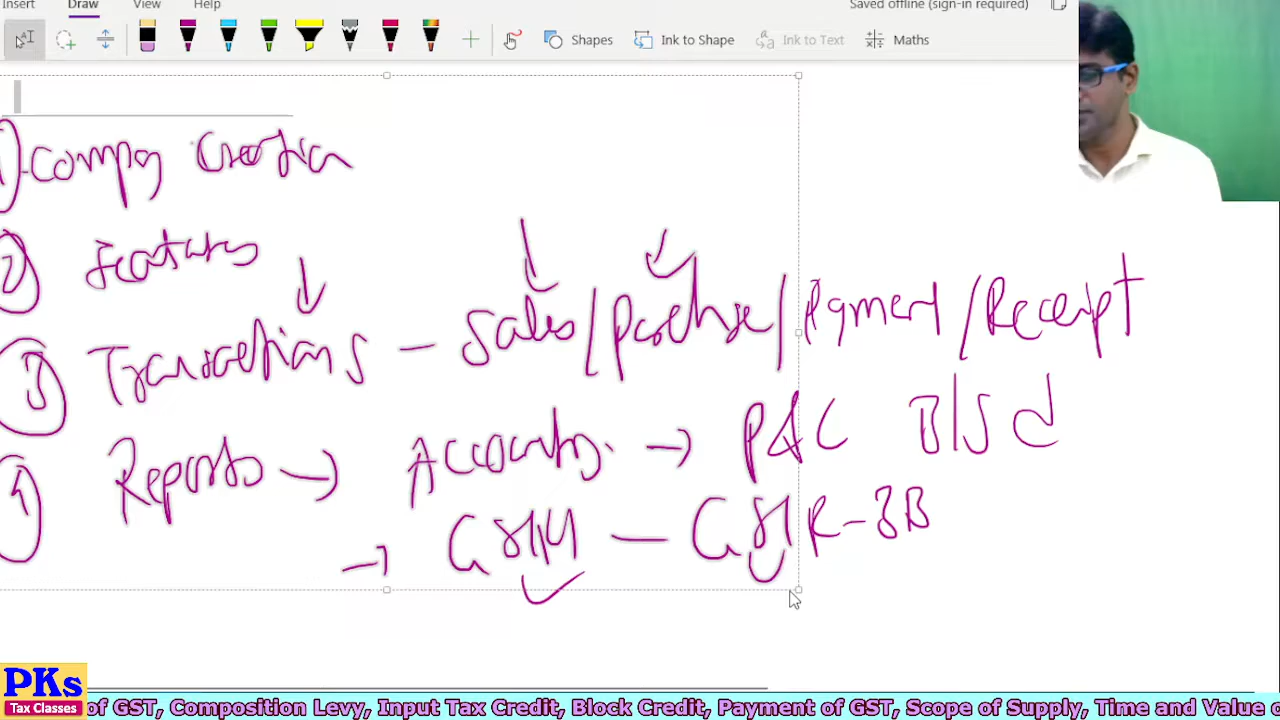 Insert Draw View Help Saved offline (sign-in required)
Shapes Ink to Shape Ink to Text Maths
① Compny Creation
② Features
③ Transactions - Sales/Purchase/Payment/Receipt
④ Reports → Accounts → P&L B/S
→ GSTR1 - GSTR-3B
PKs
Tax Classes
of GST, Composition Levy, Input Tax Credit, Block Credit, Payment of GST, Scope of Supply, Time and Value o